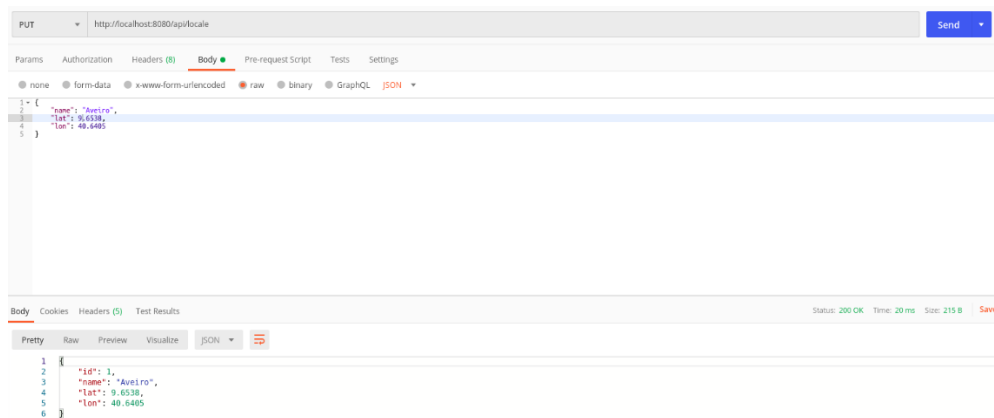 PUT http://localhost:8080/api/locale Send
Params Authorization Headers (8) Body Pre-request Script Tests Settings
none form-data x-www-form-urlencoded raw binary GraphQL JSON
1 {
2 "name": "Aveiro",
3 "lat": 9.6538,
4 "lon": 40.6405
5 }
Body Cookies Headers (5) Test Results Status: 200 OK Time: 20 ms Size: 215 B Save
Pretty Raw Preview Visualize JSON
1 {
2 "id": 1,
3 "name": "Aveiro",
4 "lat": 9.6538,
5 "lon": 40.6405
6 }